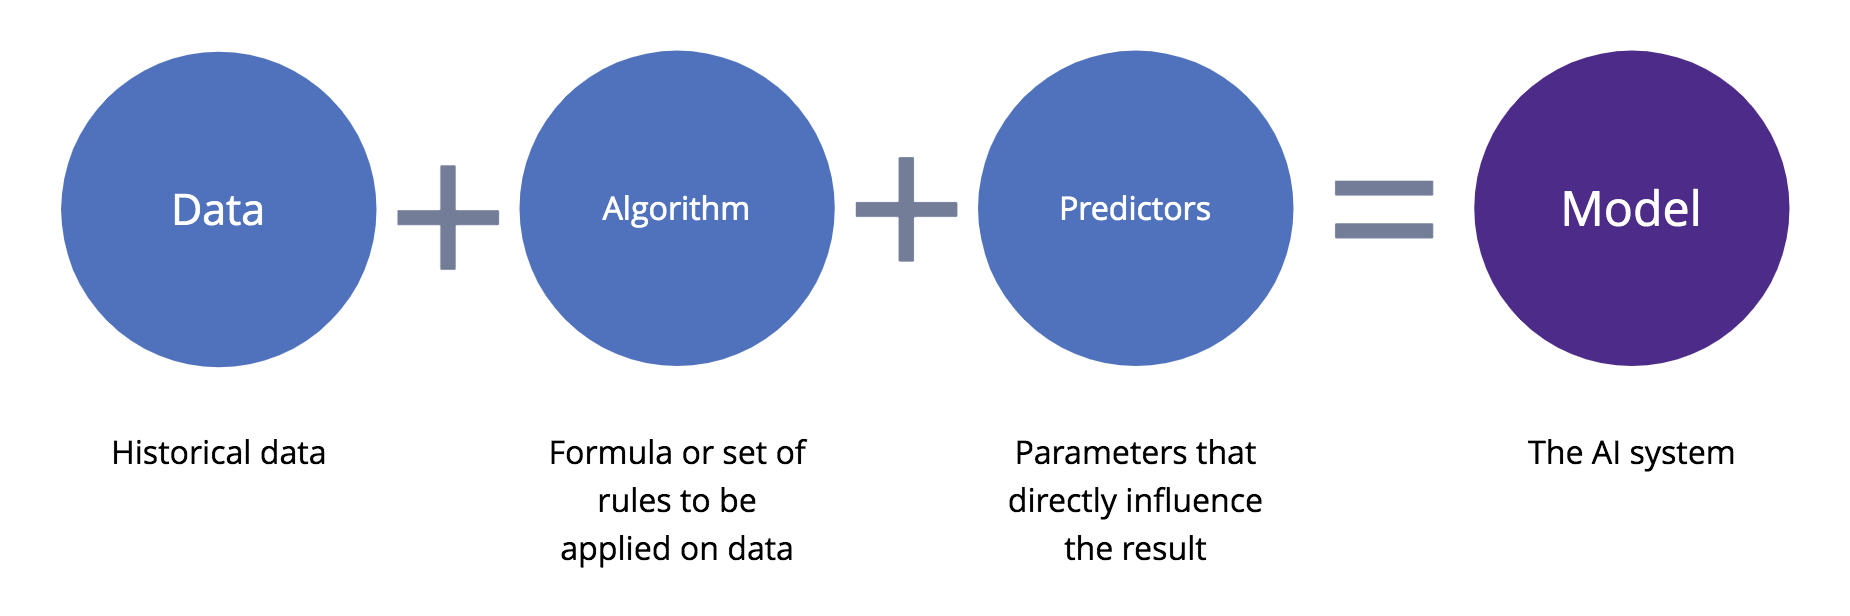 Data
Algorithm
Predictors
Model
Historical data
Formula or set of
rules to be
applied on data
Parameters that
directly influence
the result
The AI system